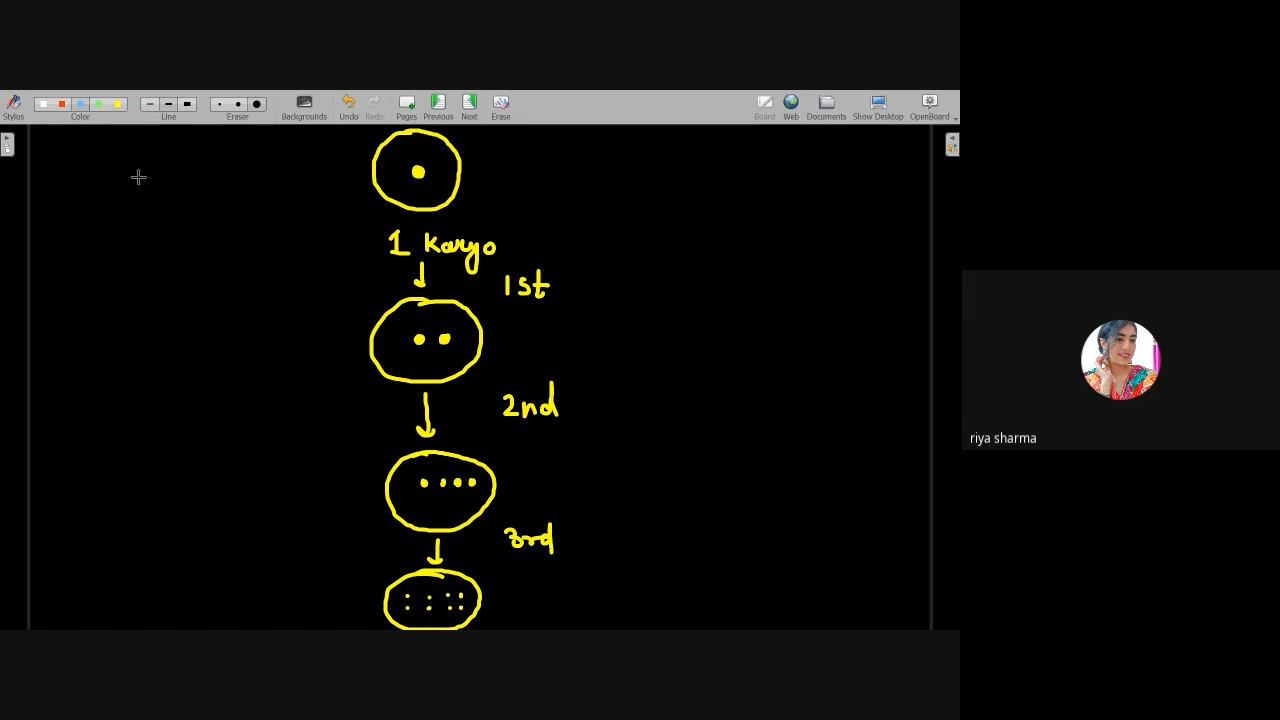 Stylus
Color
Line
Eraser
Backgrounds
Undo
Redo
Pages
Previous
Next
Erase
Board
Web
Documents
Show Desktop
OpenBoard
1 Karyo
1st
2nd
3rd
riya sharma